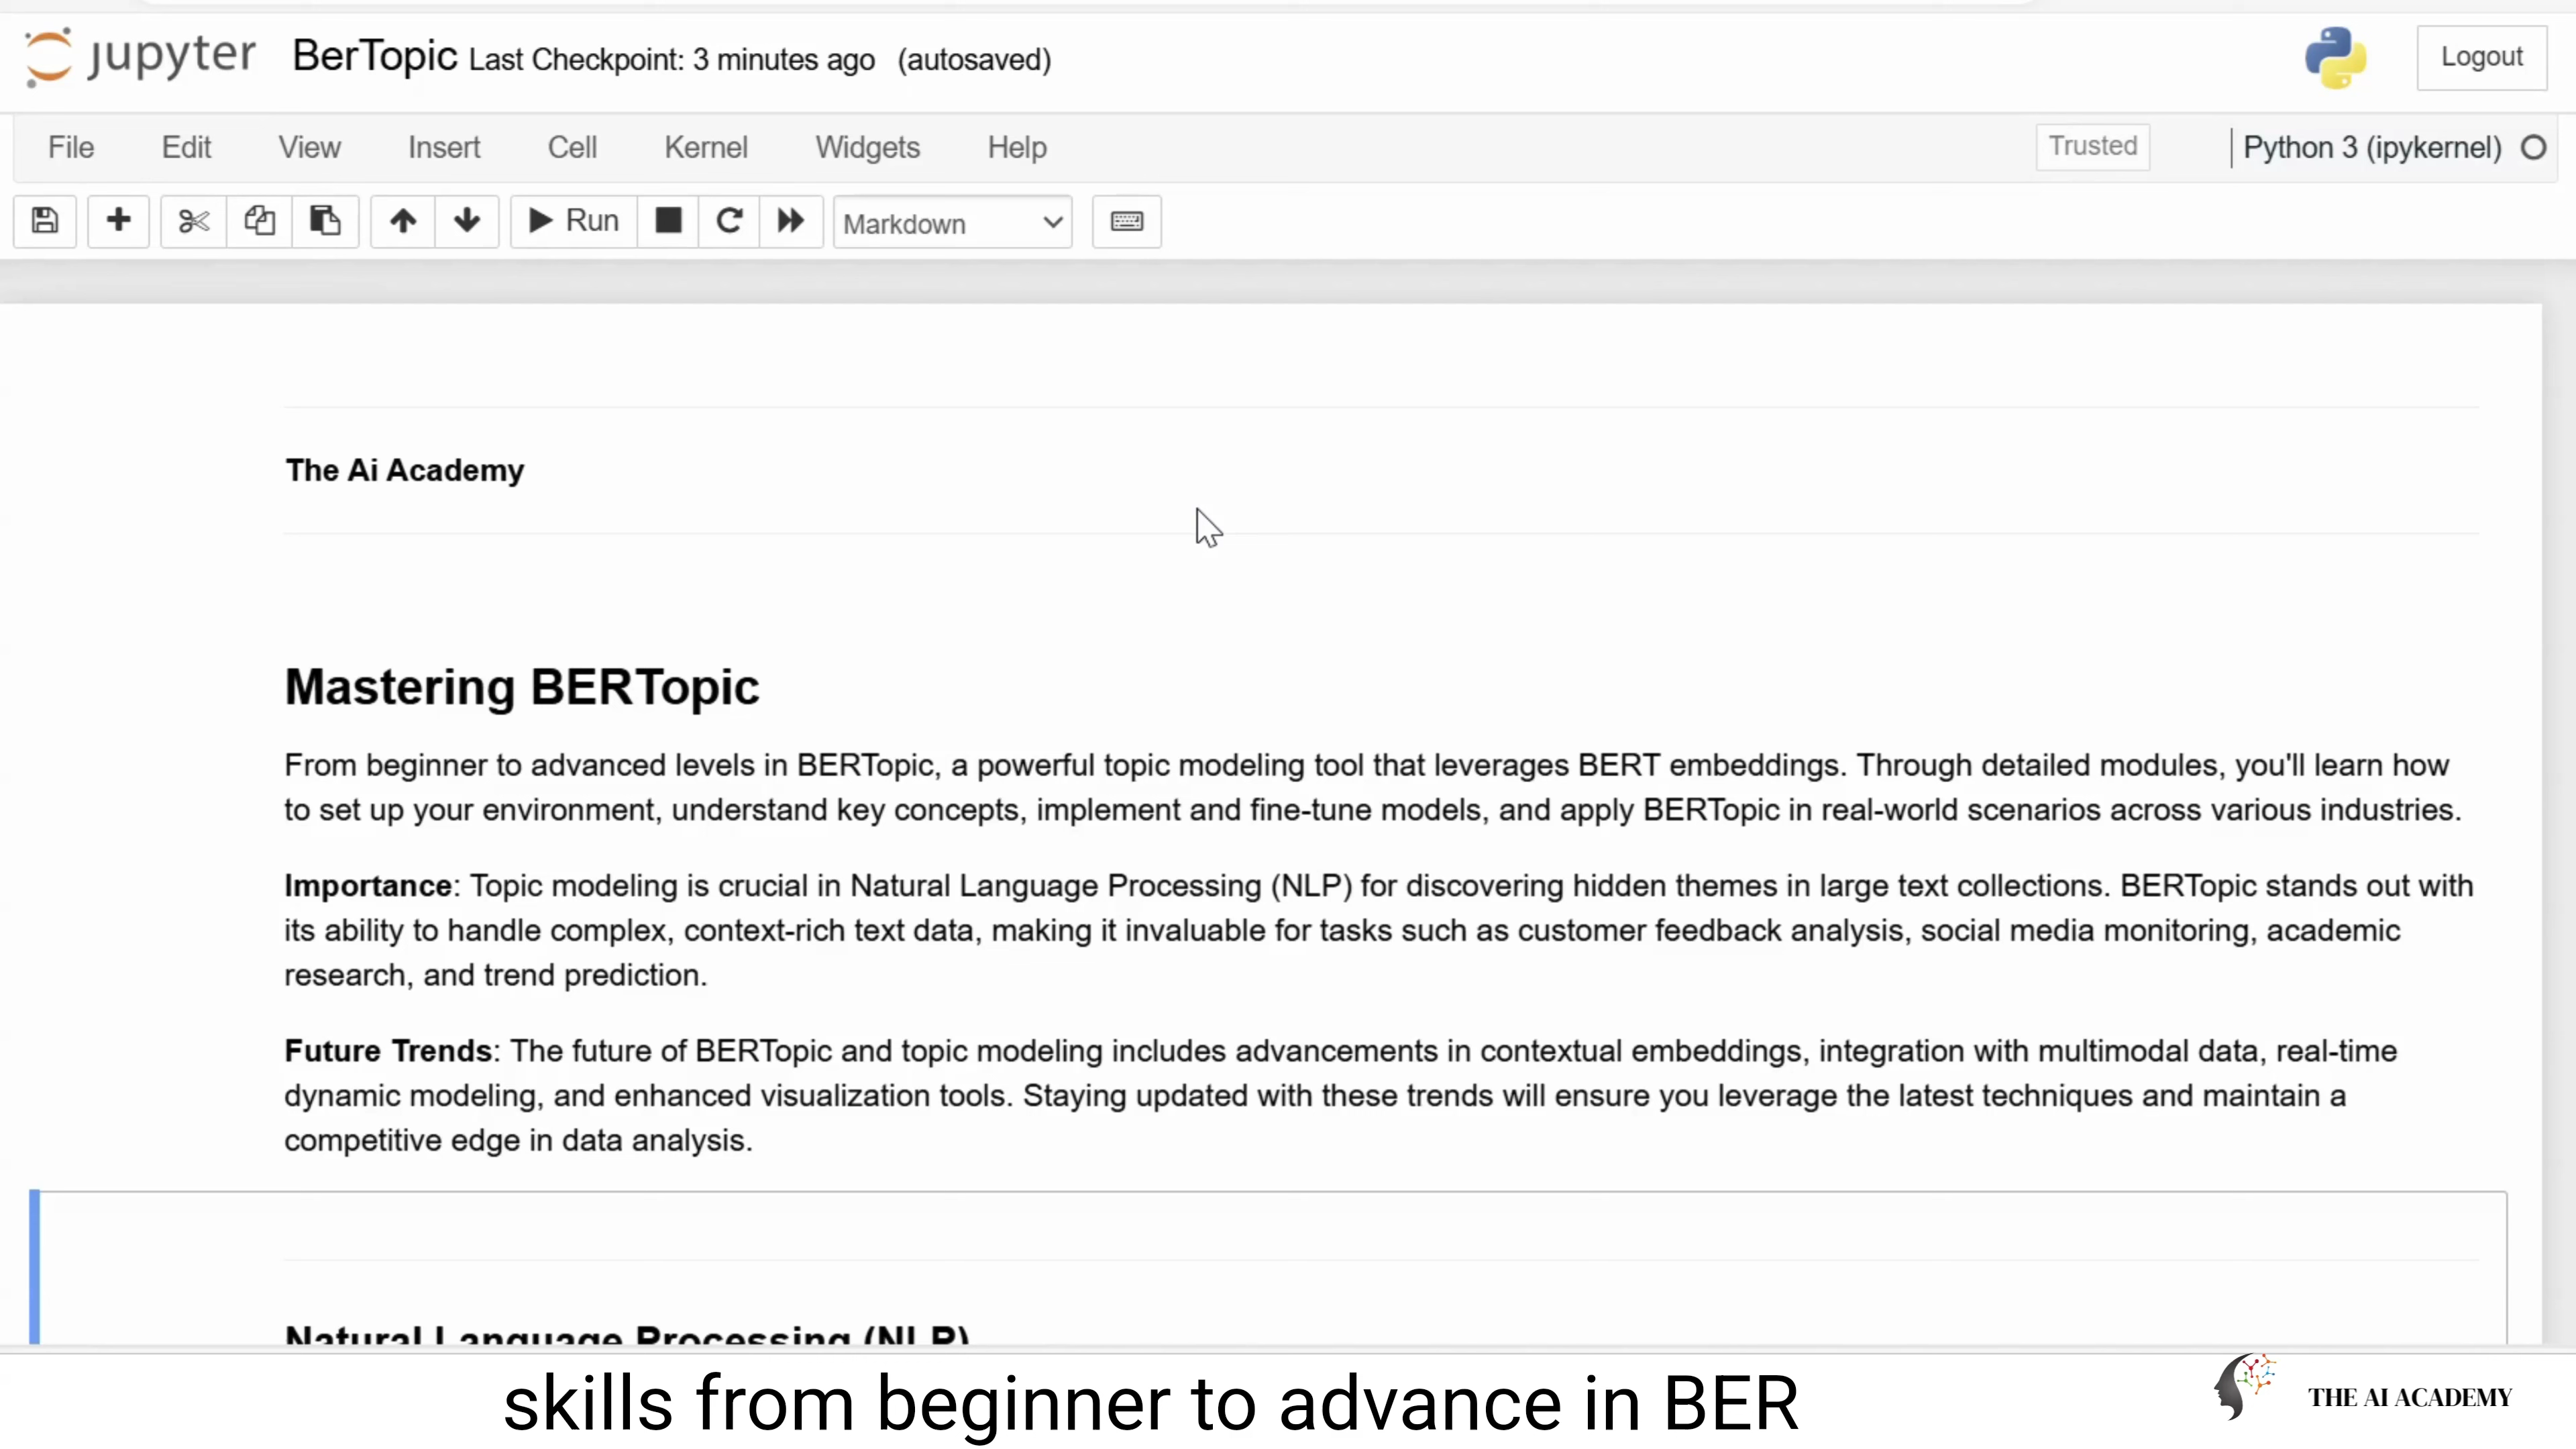 jupyter BerTopic Last Checkpoint: 3 minutes ago (autosaved)
Logout
File Edit View Insert Cell Kernel Widgets Help
Trusted
Python 3 (ipykernel)
Run
Markdown
The Ai Academy
Mastering BERTopic
From beginner to advanced levels in BERTopic, a powerful topic modeling tool that leverages BERT embeddings. Through detailed modules, you'll learn how
to set up your environment, understand key concepts, implement and fine-tune models, and apply BERTopic in real-world scenarios across various industries.
Importance: Topic modeling is crucial in Natural Language Processing (NLP) for discovering hidden themes in large text collections. BERTopic stands out with
its ability to handle complex, context-rich text data, making it invaluable for tasks such as customer feedback analysis, social media monitoring, academic
research, and trend prediction.
Future Trends: The future of BERTopic and topic modeling includes advancements in contextual embeddings, integration with multimodal data, real-time
dynamic modeling, and enhanced visualization tools. Staying updated with these trends will ensure you leverage the latest techniques and maintain a
competitive edge in data analysis.
Natural Language Processing (NLP)
skills from beginner to advance in BER
THE AI ACADEMY